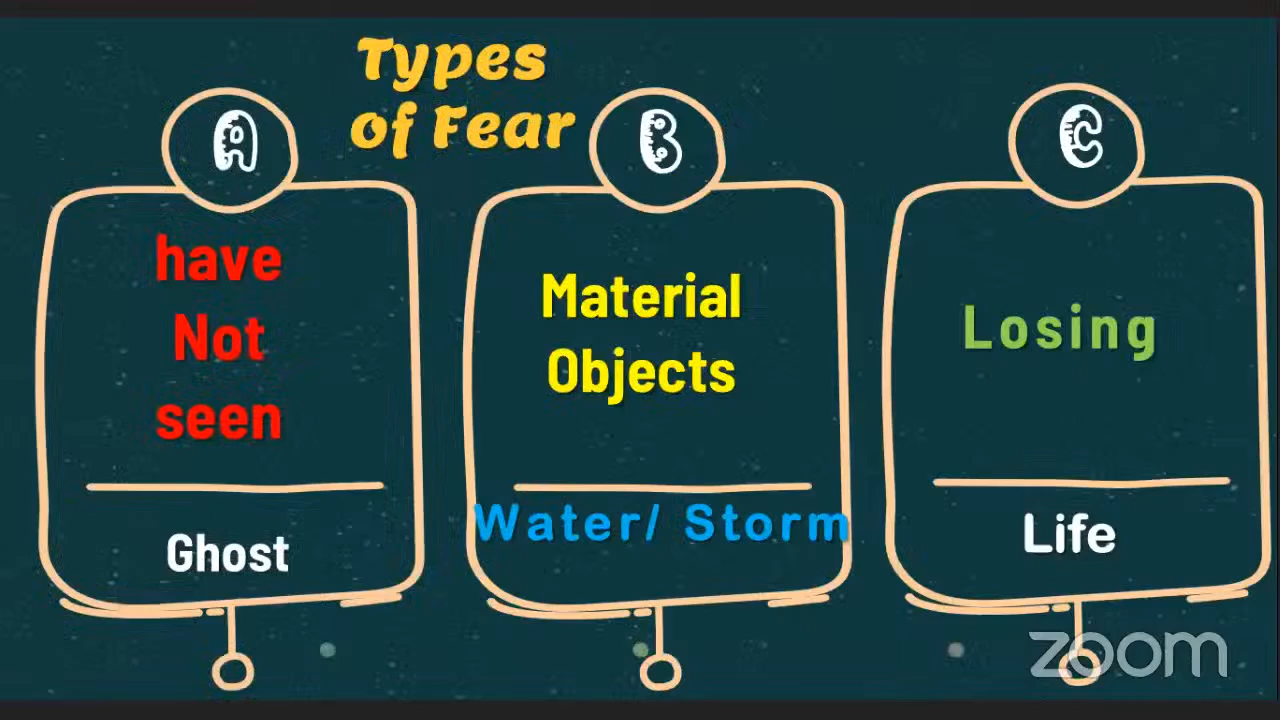 Types
of Fear
A
have
Not
seen
Ghost
B
Material
Objects
Water/ Storm
C
Losing
Life
zoom